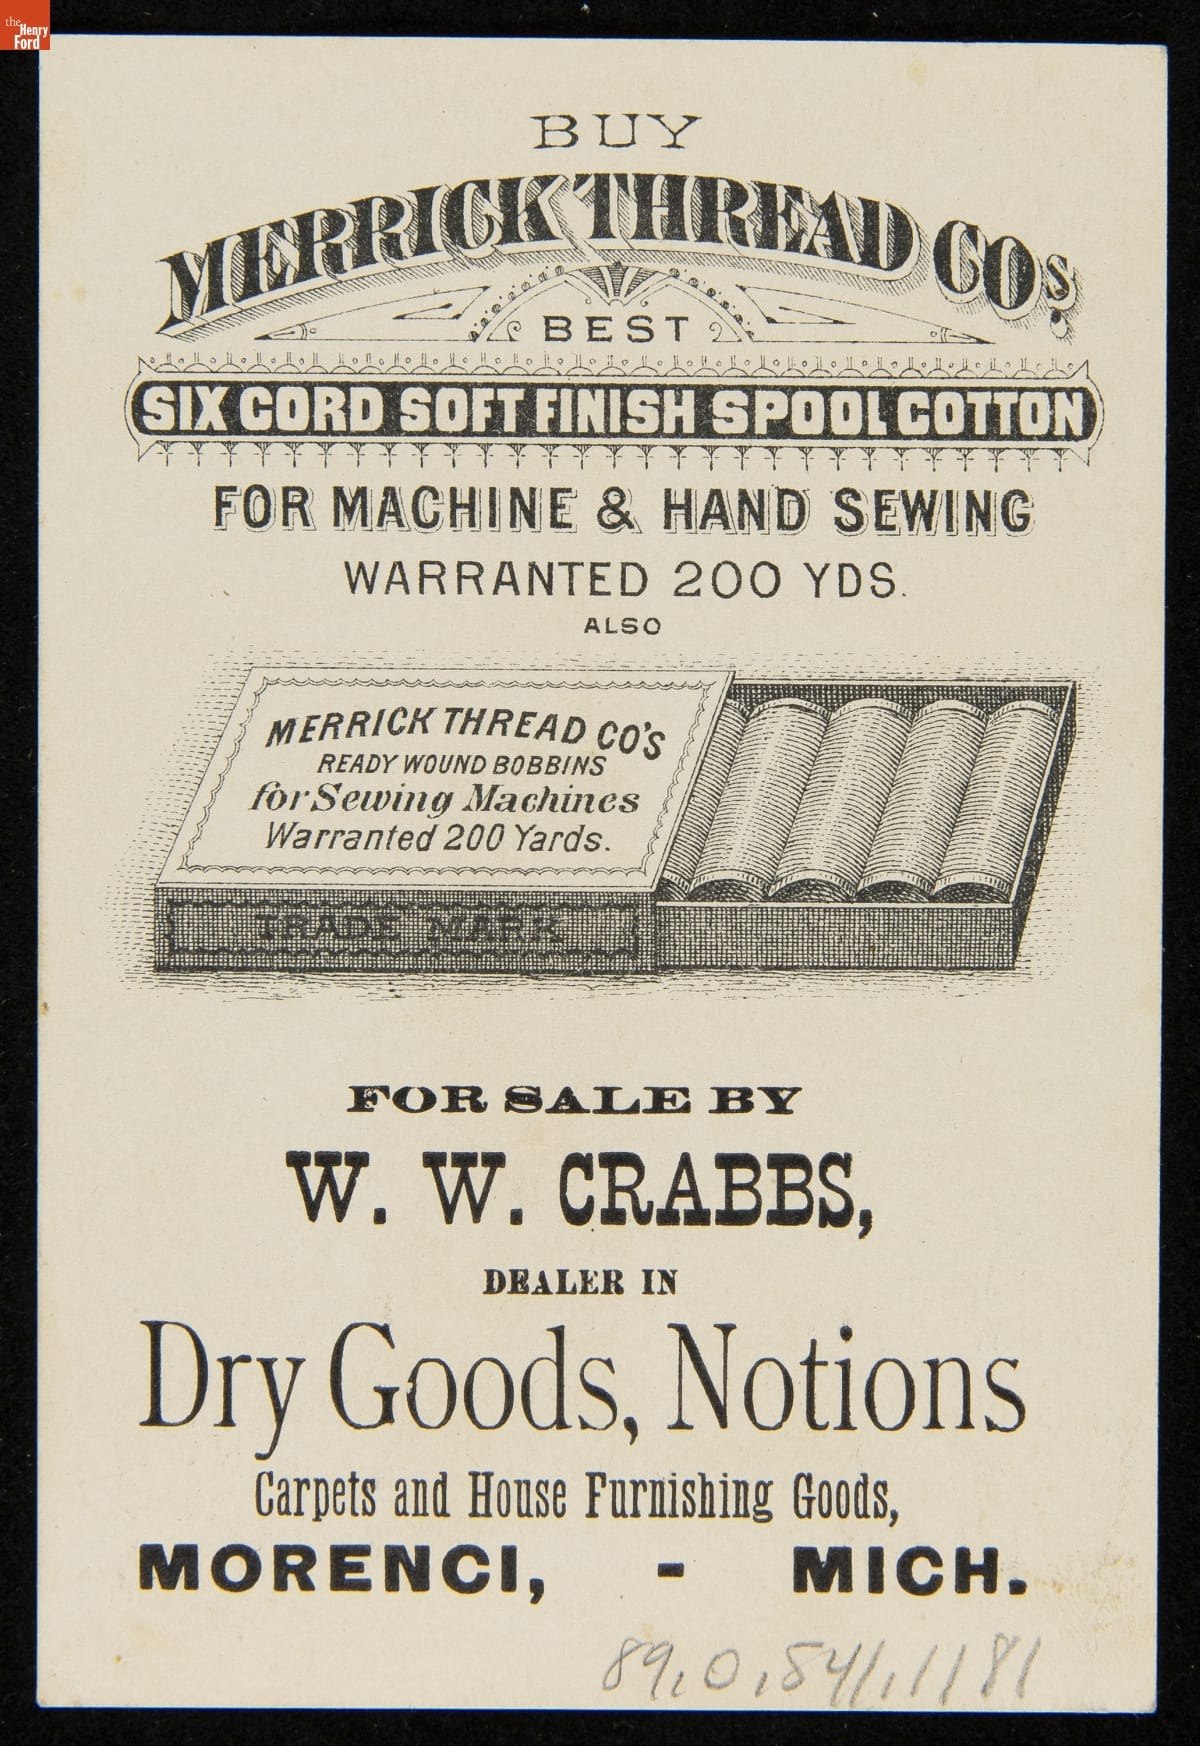 the
Henry
Ford
BUY
MERRICK THREAD CO's
BEST
SIX CORD SOFT FINISH SPOOL COTTON
FOR MACHINE & HAND SEWING
WARRANTED 200 YDS.
ALSO
MERRICK THREAD CO'S
READY WOUND BOBBINS
for Sewing Machines
Warranted 200 Yards.
TRADE MARK
FOR SALE BY
W. W. CRABBS,
DEALER IN
Dry Goods, Notions
Carpets and House Furnishing Goods,
MORENCI, - MICH.
89.0.541.1181